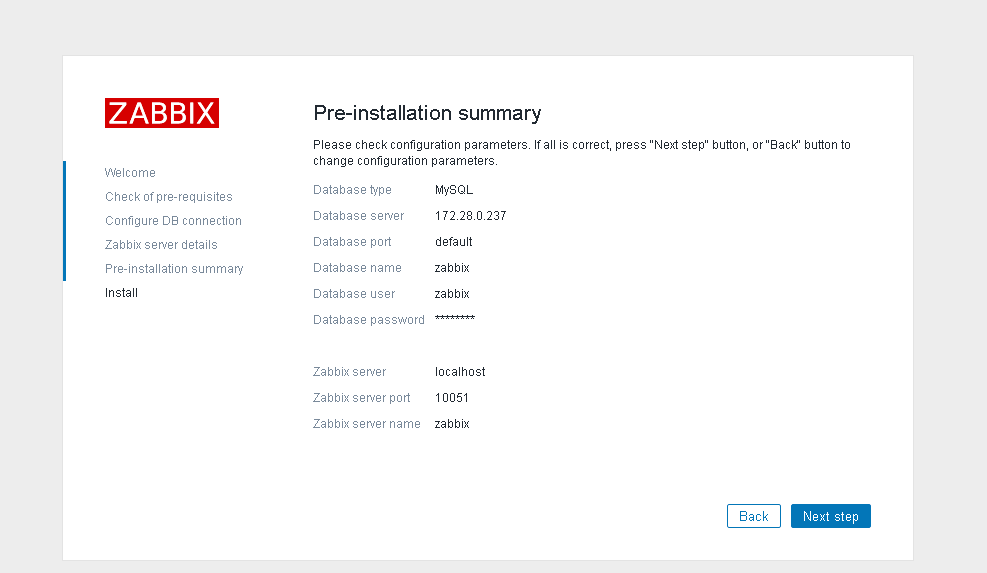 ZABBIX
Welcome
Check of pre-requisites
Configure DB connection
Zabbix server details
Pre-installation summary
Install
Pre-installation summary
Please check configuration parameters. If all is correct, press "Next step" button, or "Back" button to
change configuration parameters.
Database type MySQL
Database server 172.28.0.237
Database port default
Database name zabbix
Database user zabbix
Database password ********
Zabbix server localhost
Zabbix server port 10051
Zabbix server name zabbix
Back Next step